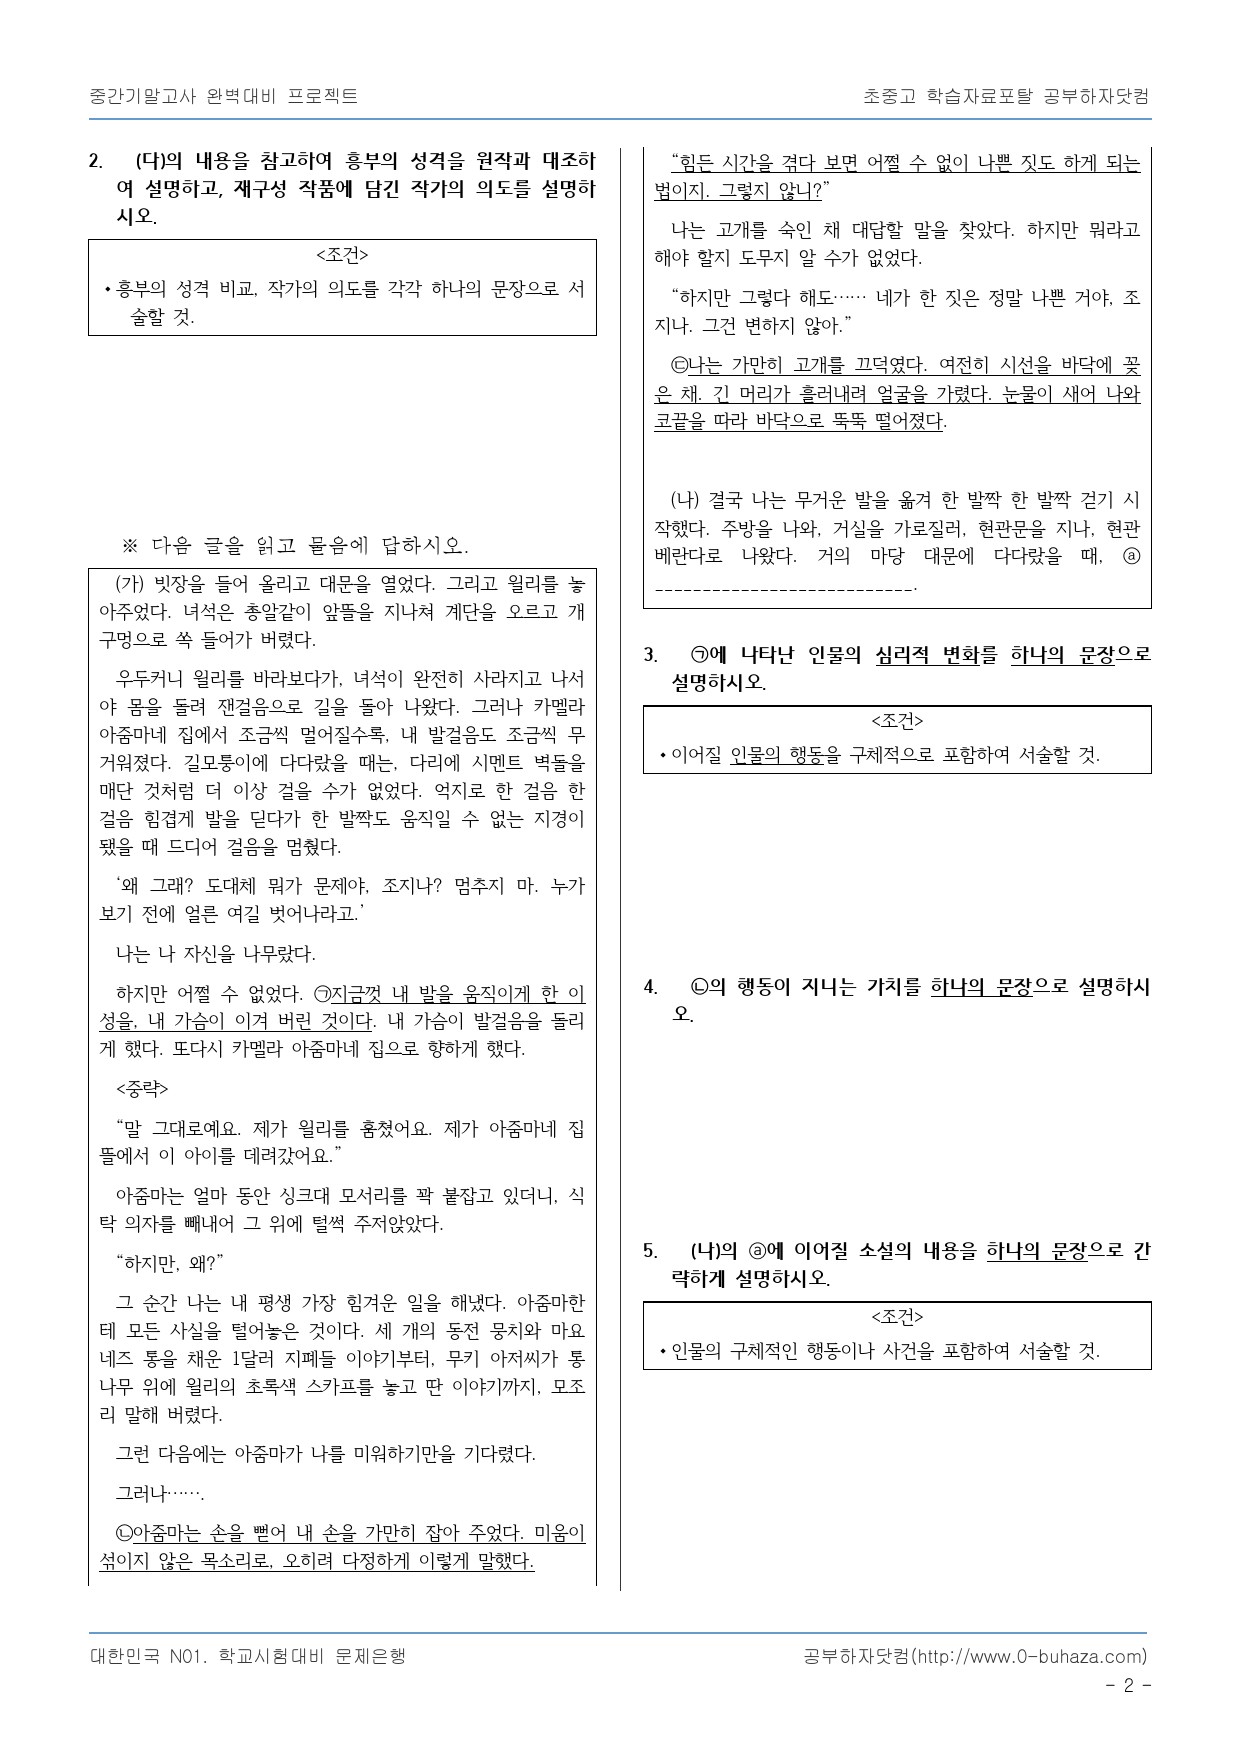 중간기말고사 완벽대비 프로젝트
초중고 학습자료포탈 공부하자닷컴
2. (다)의 내용을 참고하여 흥부의 성격을 원작과 대조하
여 설명하고, 재구성 작품에 담긴 작가의 의도를 설명하
시오.
<조건>
• 흥부의 성격 비교, 작가의 의도를 각각 하나의 문장으로 서
술할 것.
※ 다음 글을 읽고 물음에 답하시오.
(가) 빗장을 들어 올리고 대문을 열었다. 그리고 윌리를 놓
아주었다. 녀석은 총알같이 앞뜰을 지나쳐 계단을 오르고 개
구멍으로 쏙 들어가 버렸다.
우두커니 윌리를 바라보다가, 녀석이 완전히 사라지고 나서
야 몸을 돌려 잰걸음으로 길을 돌아 나왔다. 그러나 카멜라
아줌마네 집에서 조금씩 멀어질수록, 내 발걸음도 조금씩 무
거워졌다. 길모퉁이에 다다랐을 때는, 다리에 시멘트 벽돌을
매단 것처럼 더 이상 걸을 수가 없었다. 억지로 한 걸음 한
걸음 힘겹게 발을 딛다가 한 발짝도 움직일 수 없는 지경이
됐을 때 드디어 걸음을 멈췄다.
‘왜 그래? 도대체 뭐가 문제야, 조지나? 멈추지 마. 누가
보기 전에 얼른 여길 벗어나라고.’
나는 나 자신을 나무랐다.
하지만 어쩔 수 없었다. ㉠지금껏 내 발을 움직이게 한 이
성을, 내 가슴이 이겨 버린 것이다. 내 가슴이 발걸음을 돌리
게 했다. 또다시 카멜라 아줌마네 집으로 향하게 했다.
<중략>
“말 그대로예요. 제가 윌리를 훔쳤어요. 제가 아줌마네 집
뜰에서 이 아이를 데려갔어요.”
아줌마는 얼마 동안 싱크대 모서리를 꽉 붙잡고 있더니, 식
탁 의자를 빼내어 그 위에 털썩 주저앉았다.
“하지만, 왜?”
그 순간 나는 내 평생 가장 힘겨운 일을 해냈다. 아줌마한
테 모든 사실을 털어놓은 것이다. 세 개의 동전 뭉치와 마요
네즈 통을 채운 1달러 지폐들 이야기부터, 무키 아저씨가 통
나무 위에 윌리의 초록색 스카프를 놓고 딴 이야기까지, 모조
리 말해 버렸다.
그런 다음에는 아줌마가 나를 미워하기만을 기다렸다.
그러나…….
㉡아줌마는 손을 뻗어 내 손을 가만히 잡아 주었다. 미움이
섞이지 않은 목소리로, 오히려 다정하게 이렇게 말했다.
“힘든 시간을 겪다 보면 어쩔 수 없이 나쁜 짓도 하게 되는
법이지. 그렇지 않니?”
나는 고개를 숙인 채 대답할 말을 찾았다. 하지만 뭐라고
해야 할지 도무지 알 수가 없었다.
“하지만 그렇다 해도…… 네가 한 짓은 정말 나쁜 거야, 조
지나. 그건 변하지 않아.”
㉢나는 가만히 고개를 끄덕였다. 여전히 시선을 바닥에 꽂
은 채. 긴 머리가 흘러내려 얼굴을 가렸다. 눈물이 새어 나와
코끝을 따라 바닥으로 뚝뚝 떨어졌다.
(나) 결국 나는 무거운 발을 옮겨 한 발짝 한 발짝 걷기 시
작했다. 주방을 나와, 거실을 가로질러, 현관문을 지나, 현관
베란다로 나왔다. 거의 마당 대문에 다다랐을 때, ⓐ
___________________________.
3. ㉠에 나타난 인물의 심리적 변화를 하나의 문장으로
설명하시오.
<조건>
• 이어질 인물의 행동을 구체적으로 포함하여 서술할 것.
4. ㉡의 행동이 지니는 가치를 하나의 문장으로 설명하시
오.
5. (나)의 ⓐ에 이어질 소설의 내용을 하나의 문장으로 간
략하게 설명하시오.
<조건>
• 인물의 구체적인 행동이나 사건을 포함하여 서술할 것.
대한민국 N01. 학교시험대비 문제은행
공부하자닷컴(http://www.0-buhaza.com)
- 2 -